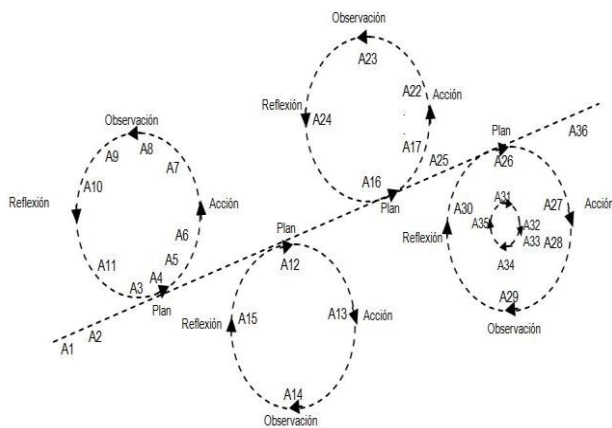 Observación
A23
A22
Acción
Reflexión
A24
A17
A16
Plan
A25
Plan
A26
A36
Observación
A8
A9
A7
A10
Reflexión
Acción
A6
A5
A11
A4
A3
Plan
A2
A1
Plan
A12
A15
A13
Reflexión
Acción
A14
Observación
A31
A30
A27
Acción
A35
A32
A33
A28
Reflexión
A34
A29
Observación